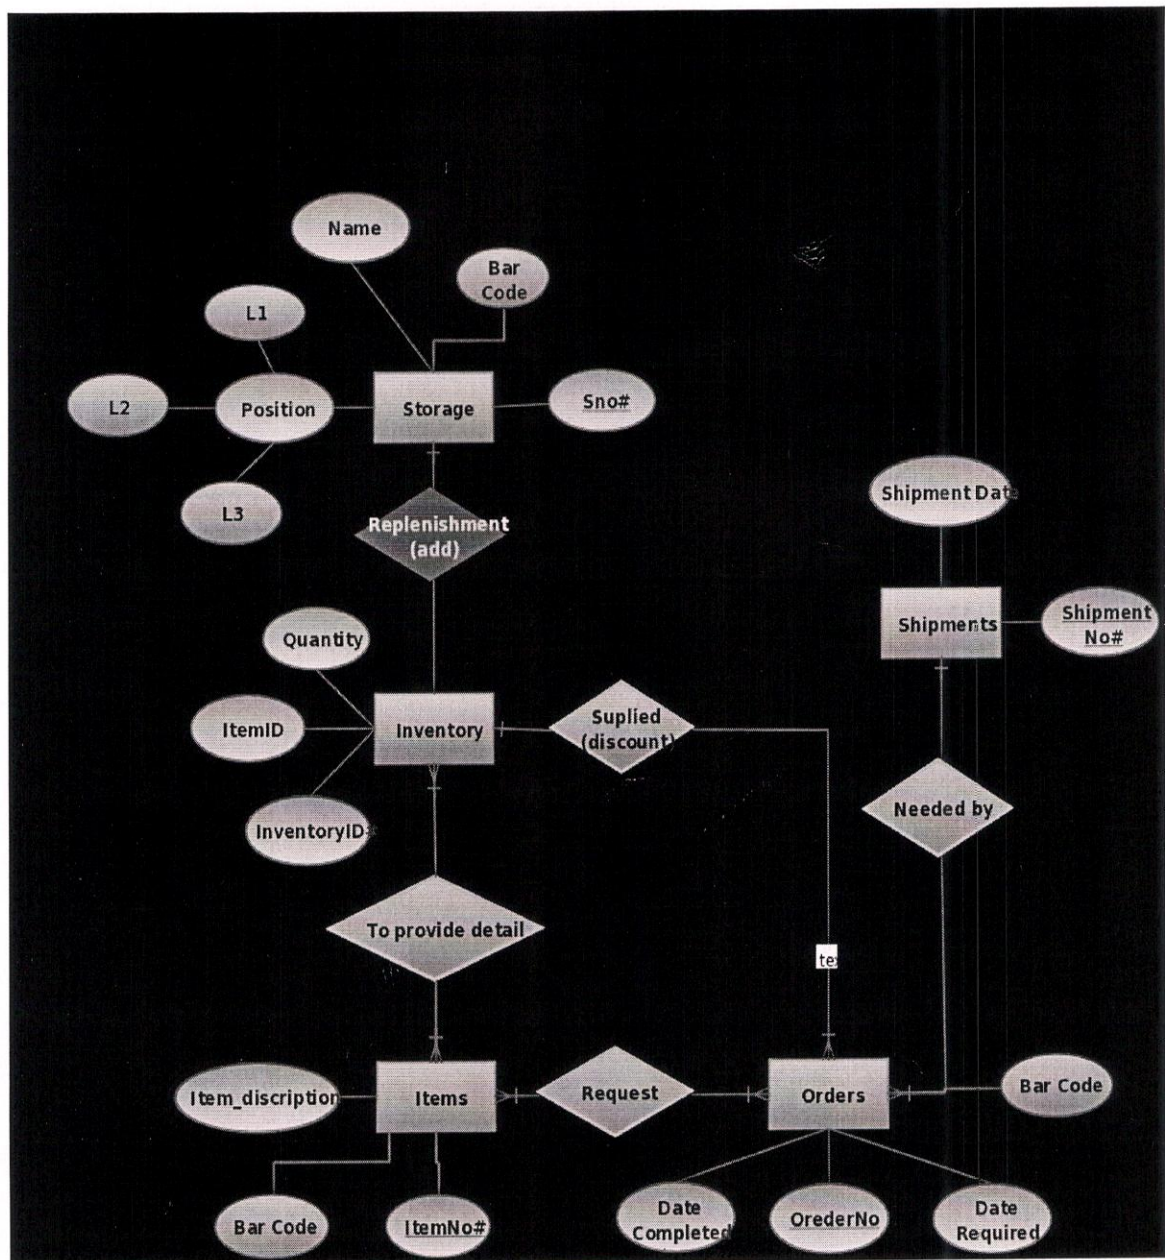 Name
Bar
Code
L1
L2
Position
Storage
Sno#
L3
Replenishment
(add)
Shipment Date
Shipments
Shipment
No#
Quantity
ItemID
Inventory
Suplied
(discount)
InventoryID#
Needed by
To provide detail
te
Item_discription
Items
Request
Orders
Bar Code
Bar Code
ItemNo#
Date
Completed
OrederNo
Date
Required